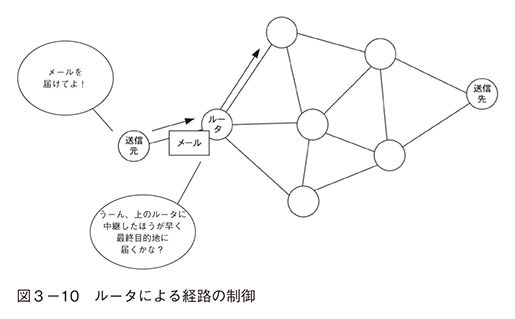 メールを
届けてよ！
送信
元
メール
ルー
タ
送信
先
うーん、上のルータに
中継したほうが早く
最終目的地に
届くかな？
図３－10　ルータによる経路の制御